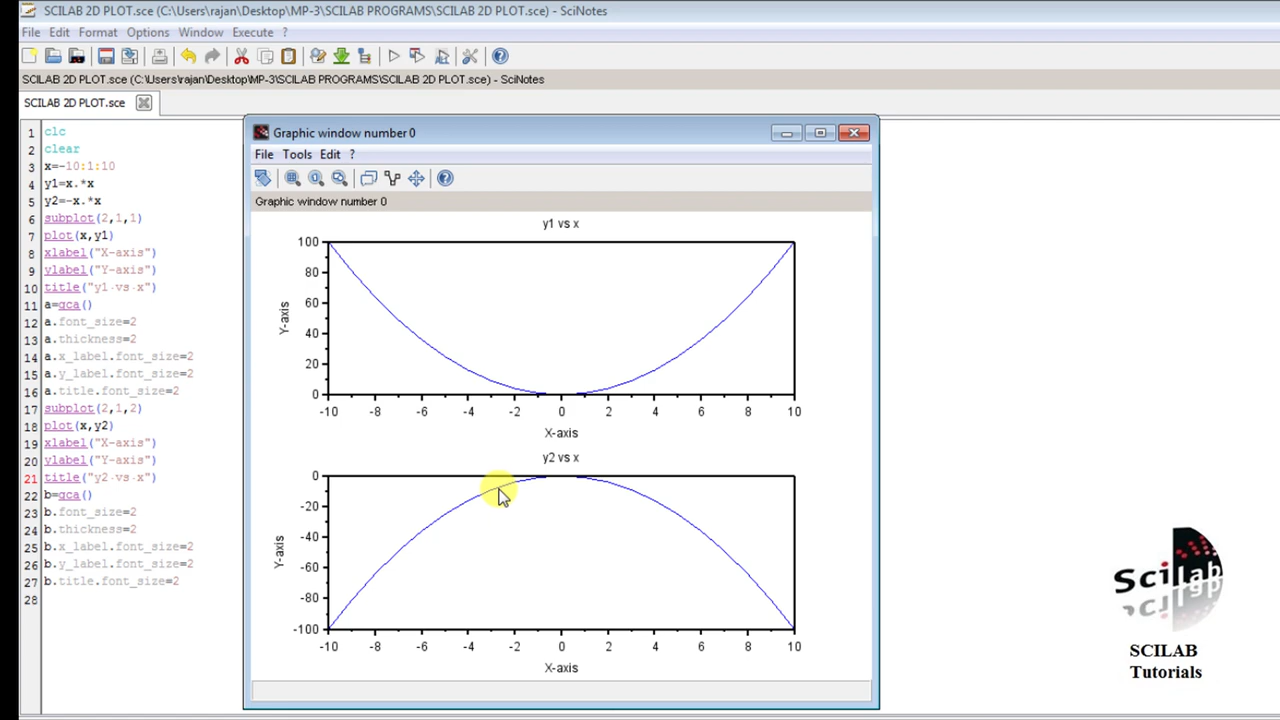 SCILAB 2D PLOT.sce (C:\Users\rajan\Desktop\MP-3\SCILAB PROGRAMS\SCILAB 2D PLOT.sce) - SciNotes
File Edit Format Options Window Execute ?
SCILAB 2D PLOT.sce (C:\Users\rajan\Desktop\MP-3\SCILAB PROGRAMS\SCILAB 2D PLOT.sce) - SciNotes
SCILAB 2D PLOT.sce
1 clc
2 clear
3 x=-10:1:10
4 y1=x.*x
5 y2=-x.*x
6 subplot(2,1,1)
7 plot(x,y1)
8 xlabel("X-axis")
9 ylabel("Y-axis")
10 title("y1 vs x")
11 a=gca()
12 a.font_size=2
13 a.thickness=2
14 a.x_label.font_size=2
15 a.y_label.font_size=2
16 a.title.font_size=2
17 subplot(2,1,2)
18 plot(x,y2)
19 xlabel("X-axis")
20 ylabel("Y-axis")
21 title("y2 vs x")
22 b=gca()
23 b.font_size=2
24 b.thickness=2
25 b.x_label.font_size=2
26 b.y_label.font_size=2
27 b.title.font_size=2
28
Graphic window number 0
File Tools Edit ?
Graphic window number 0
y1 vs x
100
80
60
40
20
0
Y-axis
-10 -8 -6 -4 -2 0 2 4 6 8 10
X-axis
y2 vs x
0
-20
-40
-60
-80
-100
Y-axis
-10 -8 -6 -4 -2 0 2 4 6 8 10
X-axis
Scilab
SCILAB
Tutorials